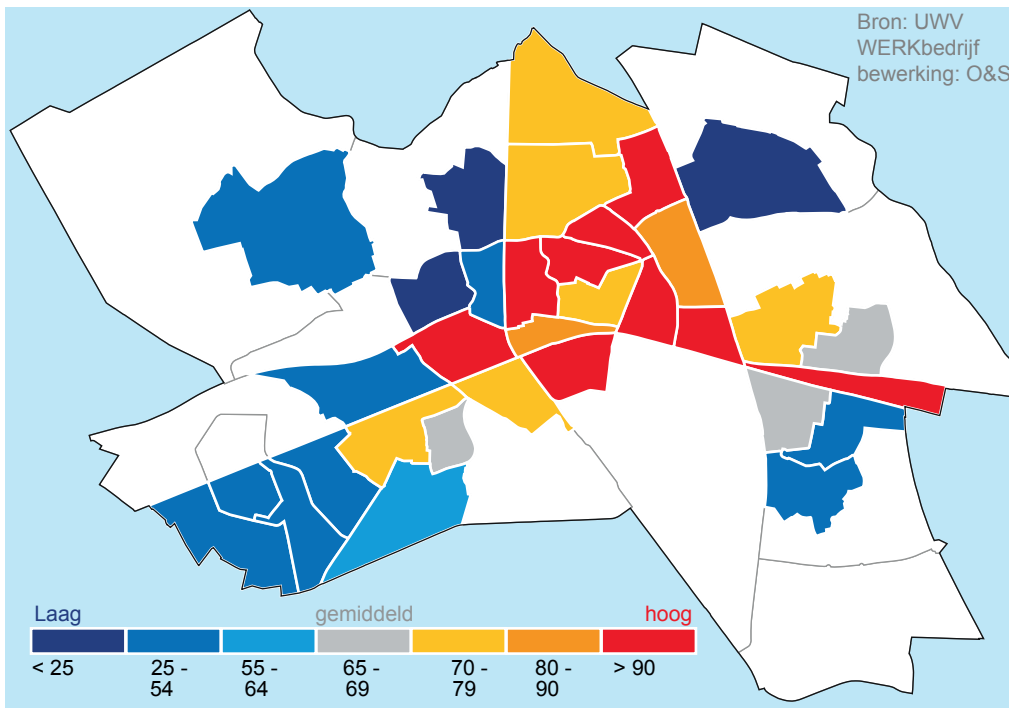 Bron: UWV
WERKbedrijf
bewerking: O&S
Laag gemiddeld hoog
< 25 25 - 55 - 65 - 70 - 80 - > 90
54 64 69 79 90